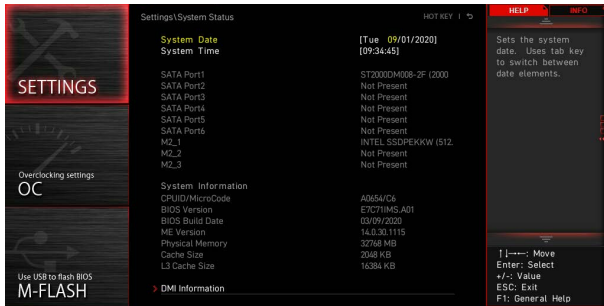 Settings\System Status
HOT KEY | ⮌
HELP
INFO
SETTINGS
Overclocking settings
OC
Use USB to flash BIOS
M-FLASH
System Date [Tue 09/01/2020]
System Time [09:34:45]
SATA Port1 ST2000DM008-2F (2000
SATA Port2 Not Present
SATA Port3 Not Present
SATA Port4 Not Present
SATA Port5 Not Present
SATA Port6 Not Present
M2_1 INTEL SSDPEKKW (512.
M2_2 Not Present
M2_3 Not Present
System Information
CPUID/MicroCode A0654/C6
BIOS Version E7C71IMS.A01
BIOS Build Date 03/09/2020
ME Version 14.0.30.1115
Physical Memory 32768 MB
Cache Size 2048 KB
L3 Cache Size 16384 KB
> DMI Information
Sets the system
date. Uses tab key
to switch between
date elements.
↑↓→←: Move
Enter: Select
+/-: Value
ESC: Exit
F1: General Help